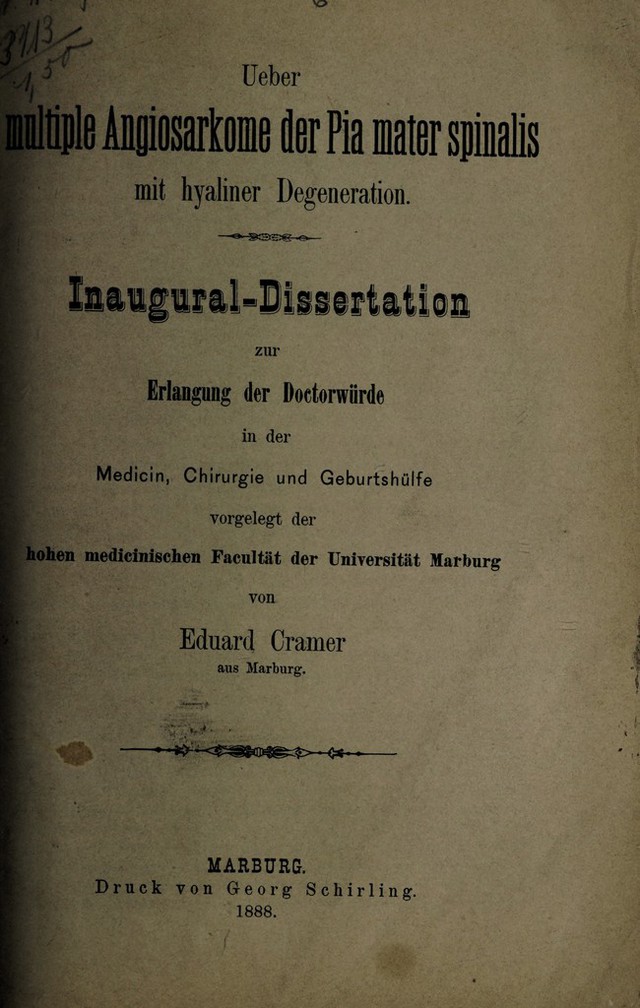 Ueber
multiple Angiosarkome der Pia mater spinalis
mit hyaliner Degeneration.
Inaugural-Dissertation
zur
Erlangung der Doctorwürde
in der
Medicin, Chirurgie und Geburtshülfe
vorgelegt der
hohen medicinischen Facultät der Universität Marburg
von
Eduard Cramer
aus Marburg.
MARBURG.
Druck von Georg Schirling.
1888.